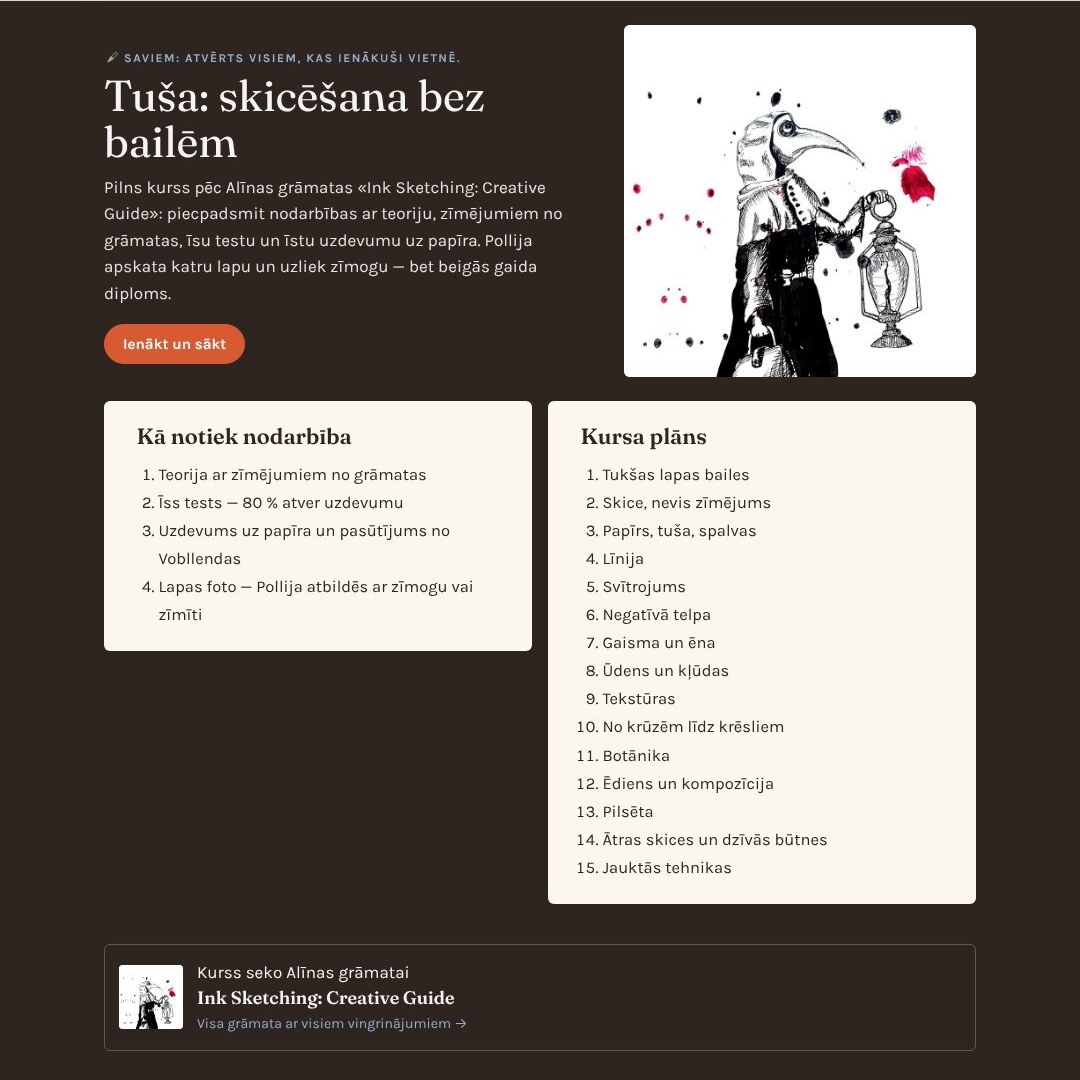 SAVIEM: ATVĒRTS VISIEM, KAS IENĀKUŠI VIETNĒ.
Tuša: skicēšana bez
bailēm
Pilns kurss pēc Alīnas grāmatas «Ink Sketching: Creative
Guide»: piecpadsmit nodarbības ar teoriju, zīmējumiem no
grāmatas, īsu testu un īstu uzdevumu uz papīra. Pollija
apskata katru lapu un uzliek zīmogu — bet beigās gaida
diploms.
Ienākt un sākt
Kā notiek nodarbība
1. Teorija ar zīmējumiem no grāmatas
2. Īss tests — 80 % atver uzdevumu
3. Uzdevums uz papīra un pasūtījums no
Vobllendas
4. Lapas foto — Pollija atbildēs ar zīmogu vai
zīmīti
Kursa plāns
1. Tukšas lapas bailes
2. Skice, nevis zīmējums
3. Papīrs, tuša, spalvas
4. Līnija
5. Svītrojums
6. Negatīvā telpa
7. Gaisma un ēna
8. Ūdens un kļūdas
9. Tekstūras
10. No krūzēm līdz krēsliem
11. Botānika
12. Ēdiens un kompozīcija
13. Pilsēta
14. Ātras skices un dzīvās būtnes
15. Jauktās tehnikas
Kurss seko Alīnas grāmatai
Ink Sketching: Creative Guide
Visa grāmata ar visiem vingrinājumiem →